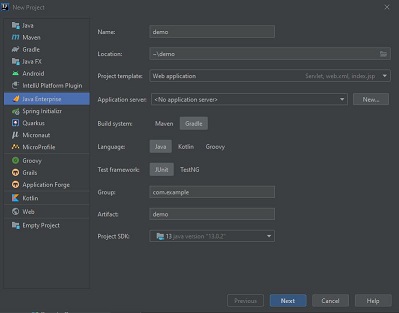 New Project
Java
Maven
Gradle
Java FX
Android
IntelliJ Platform Plugin
Java Enterprise
Spring Initializr
Quarkus
Micronaut
MicroProfile
Groovy
Grails
Application Forge
Kotlin
Web
Empty Project
Name: demo
Location: ~\demo
Project template: Web application Servlet, web.xml, index.jsp
Application server: <No application server> New...
Build system: Maven Gradle
Language: Java Kotlin Groovy
Test framework: JUnit TestNG
Group: com.example
Artifact: demo
Project SDK: 13 java version "13.0.2"
Previous Next Cancel Help